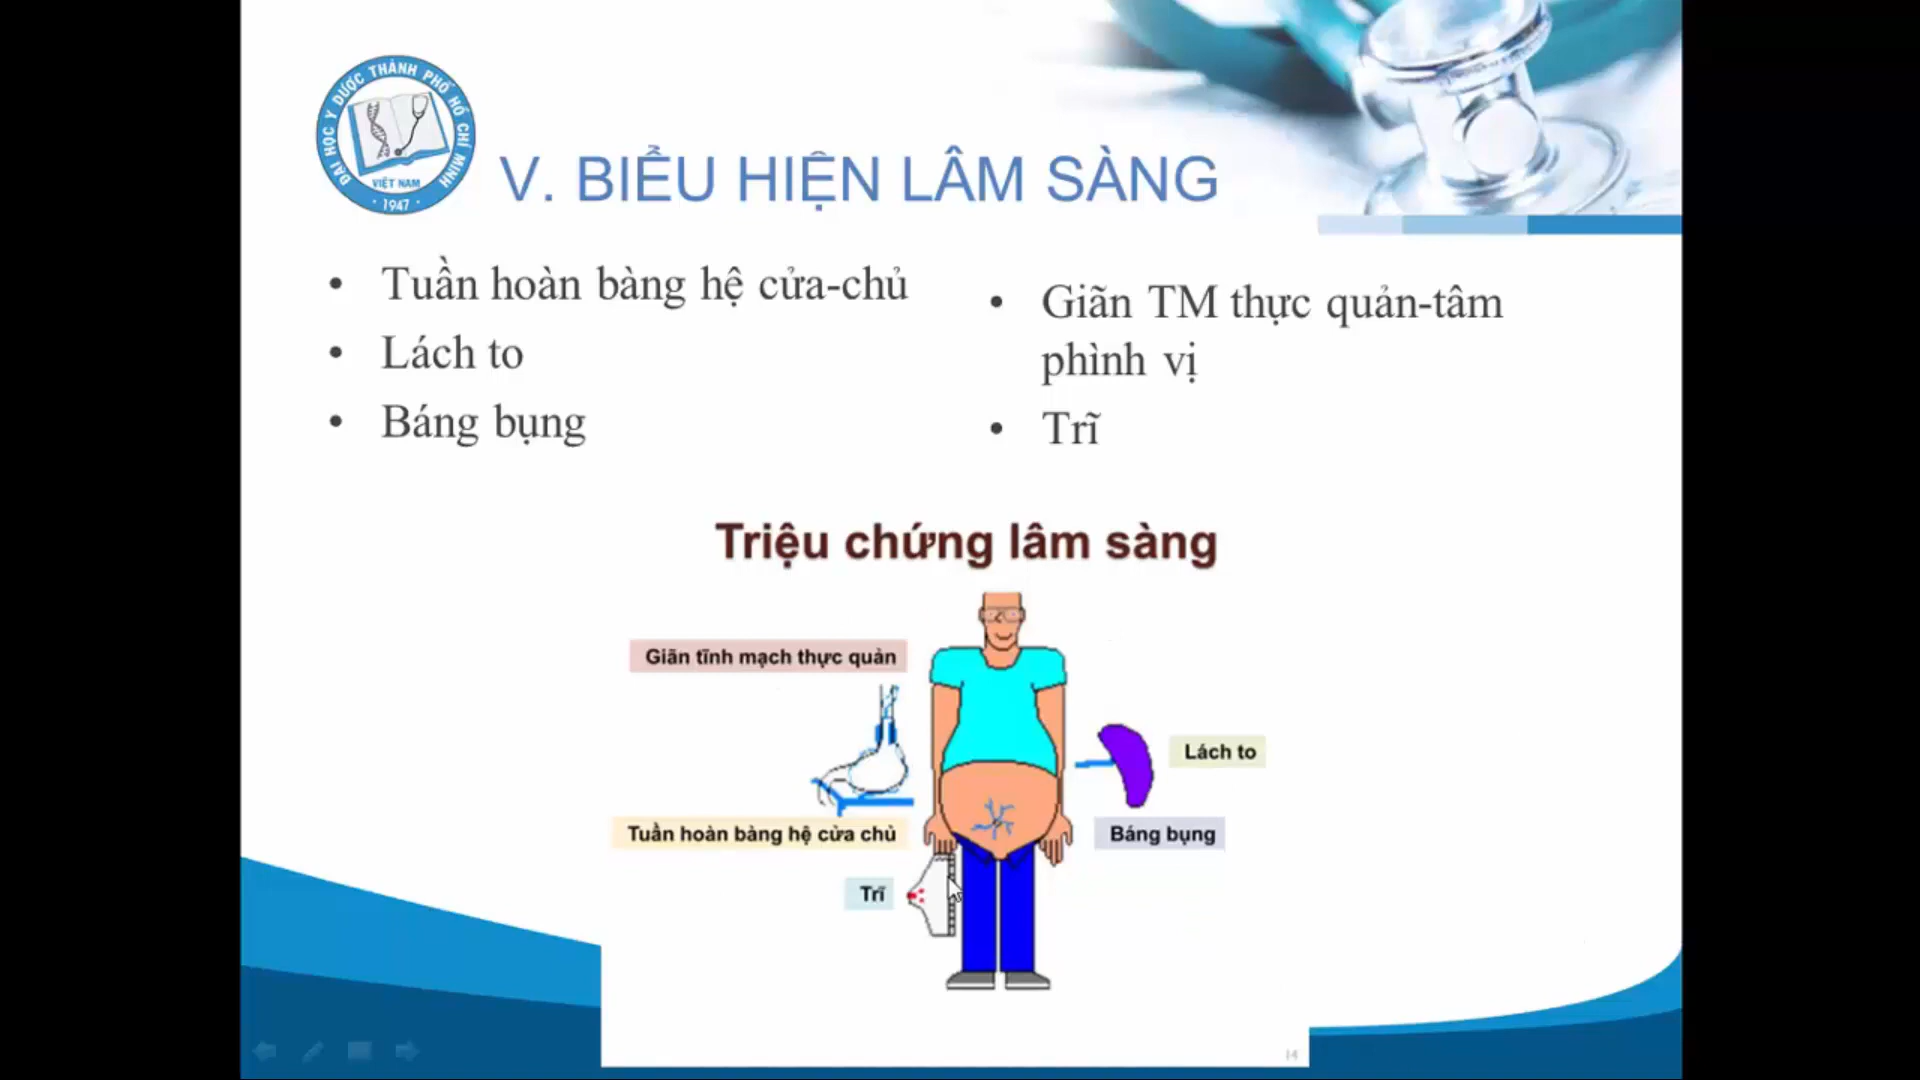 ĐẠI HỌC Y DƯỢC THÀNH PHỐ HỒ CHÍ MINH
VIỆT NAM
1947
V. BIỂU HIỆN LÂM SÀNG
• Tuần hoàn bàng hệ cửa-chủ
• Lách to
• Báng bụng
• Giãn TM thực quản-tâm
phình vị
• Trĩ
Triệu chứng lâm sàng
Giãn tĩnh mạch thực quản
Lách to
Tuần hoàn bàng hệ cửa chủ
Báng bụng
Trĩ
14